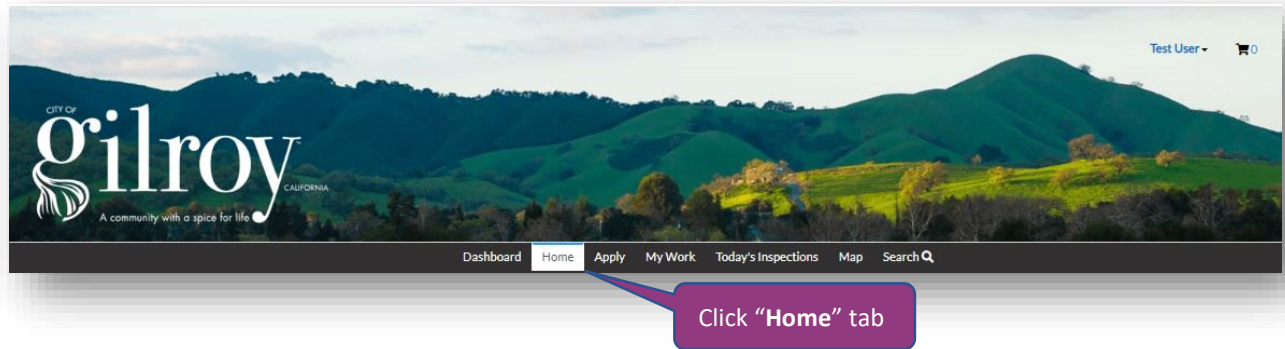 Test User
0
CITY OF
gilroy
CALIFORNIA
A community with a spice for life
Dashboard Home Apply My Work Today's Inspections Map Search
Click “Home” tab